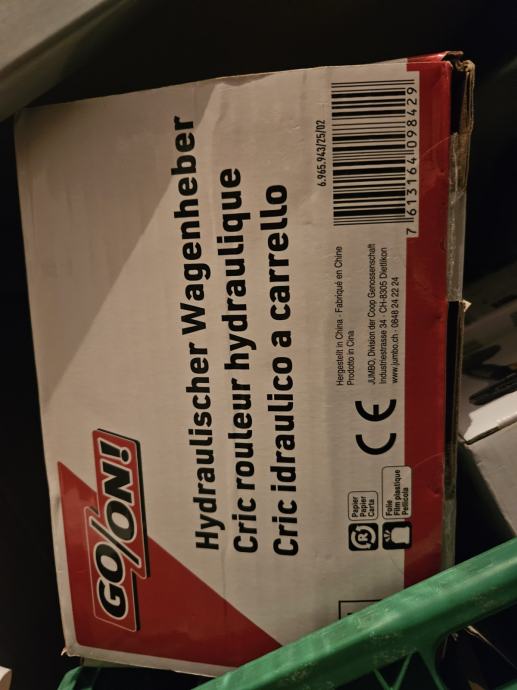 GO/ON!
Hydraulischer Wagenheber
Cric rouleur hydraulique
Cric idraulico a carrello
6.965.943/25/02
7 613164 098429
Hergestellt in China - Fabriqué en Chine
Prodotto in Cina
JUMBO, Division der Coop Genossenschaft
Industriestrasse 34 · CH-8305 Dietlikon
www.jumbo.ch · 0848 24 22 24
CE
R
Papier
Papier
Carta
Folie
Film plastique
Pellicola